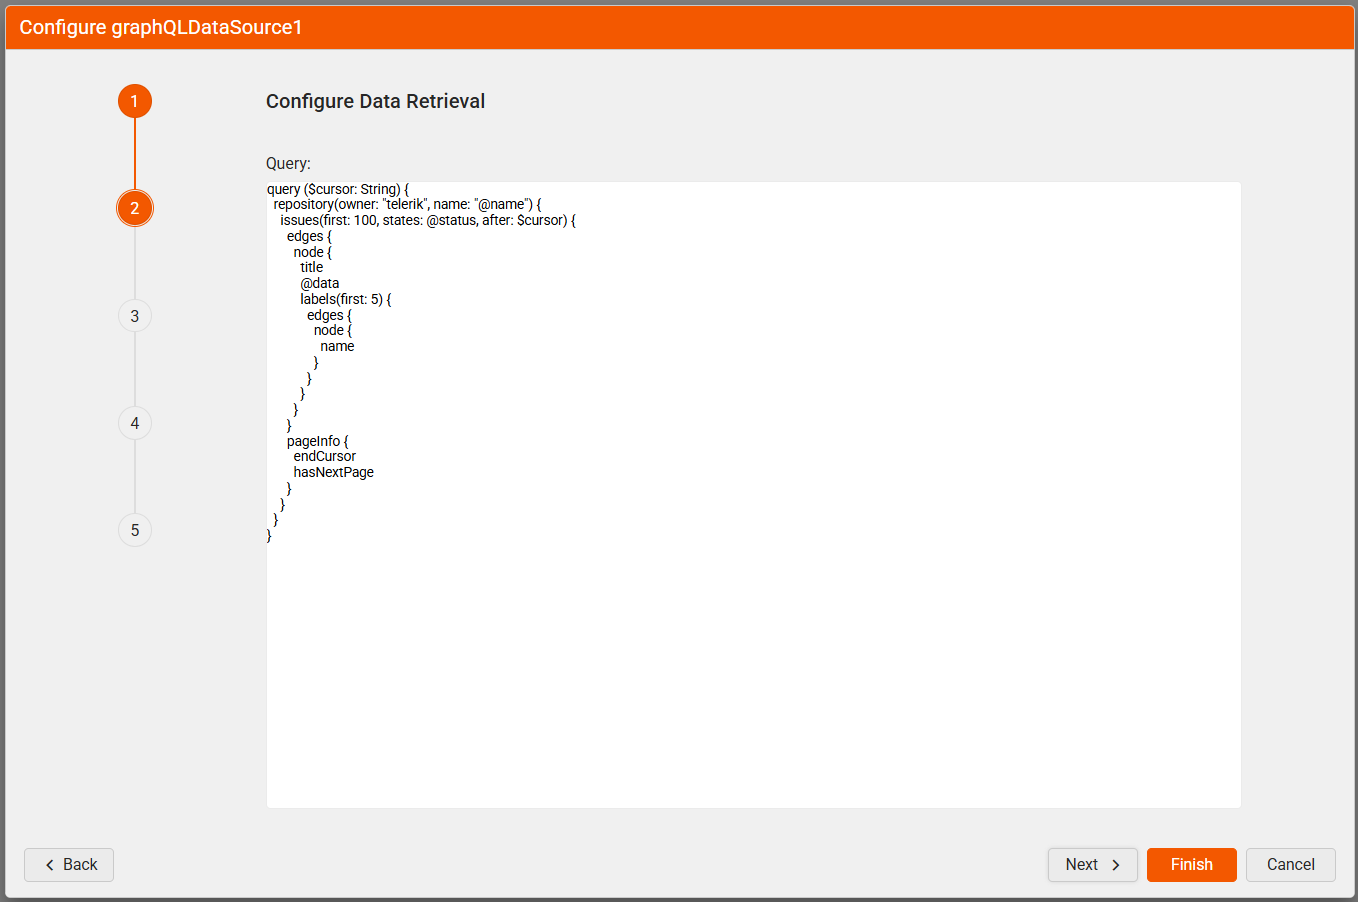 Configure graphQLDataSource1
1
2
3
4
5
Configure Data Retrieval
Query:
query ($cursor: String) {
  repository(owner: "telerik", name: "@name") {
    issues(first: 100, states: @status, after: $cursor) {
      edges {
        node {
          title
          @data
          labels(first: 5) {
            edges {
              node {
                name
              }
            }
          }
        }
      }
      pageInfo {
        endCursor
        hasNextPage
      }
    }
  }
}
Back
Next
Finish
Cancel